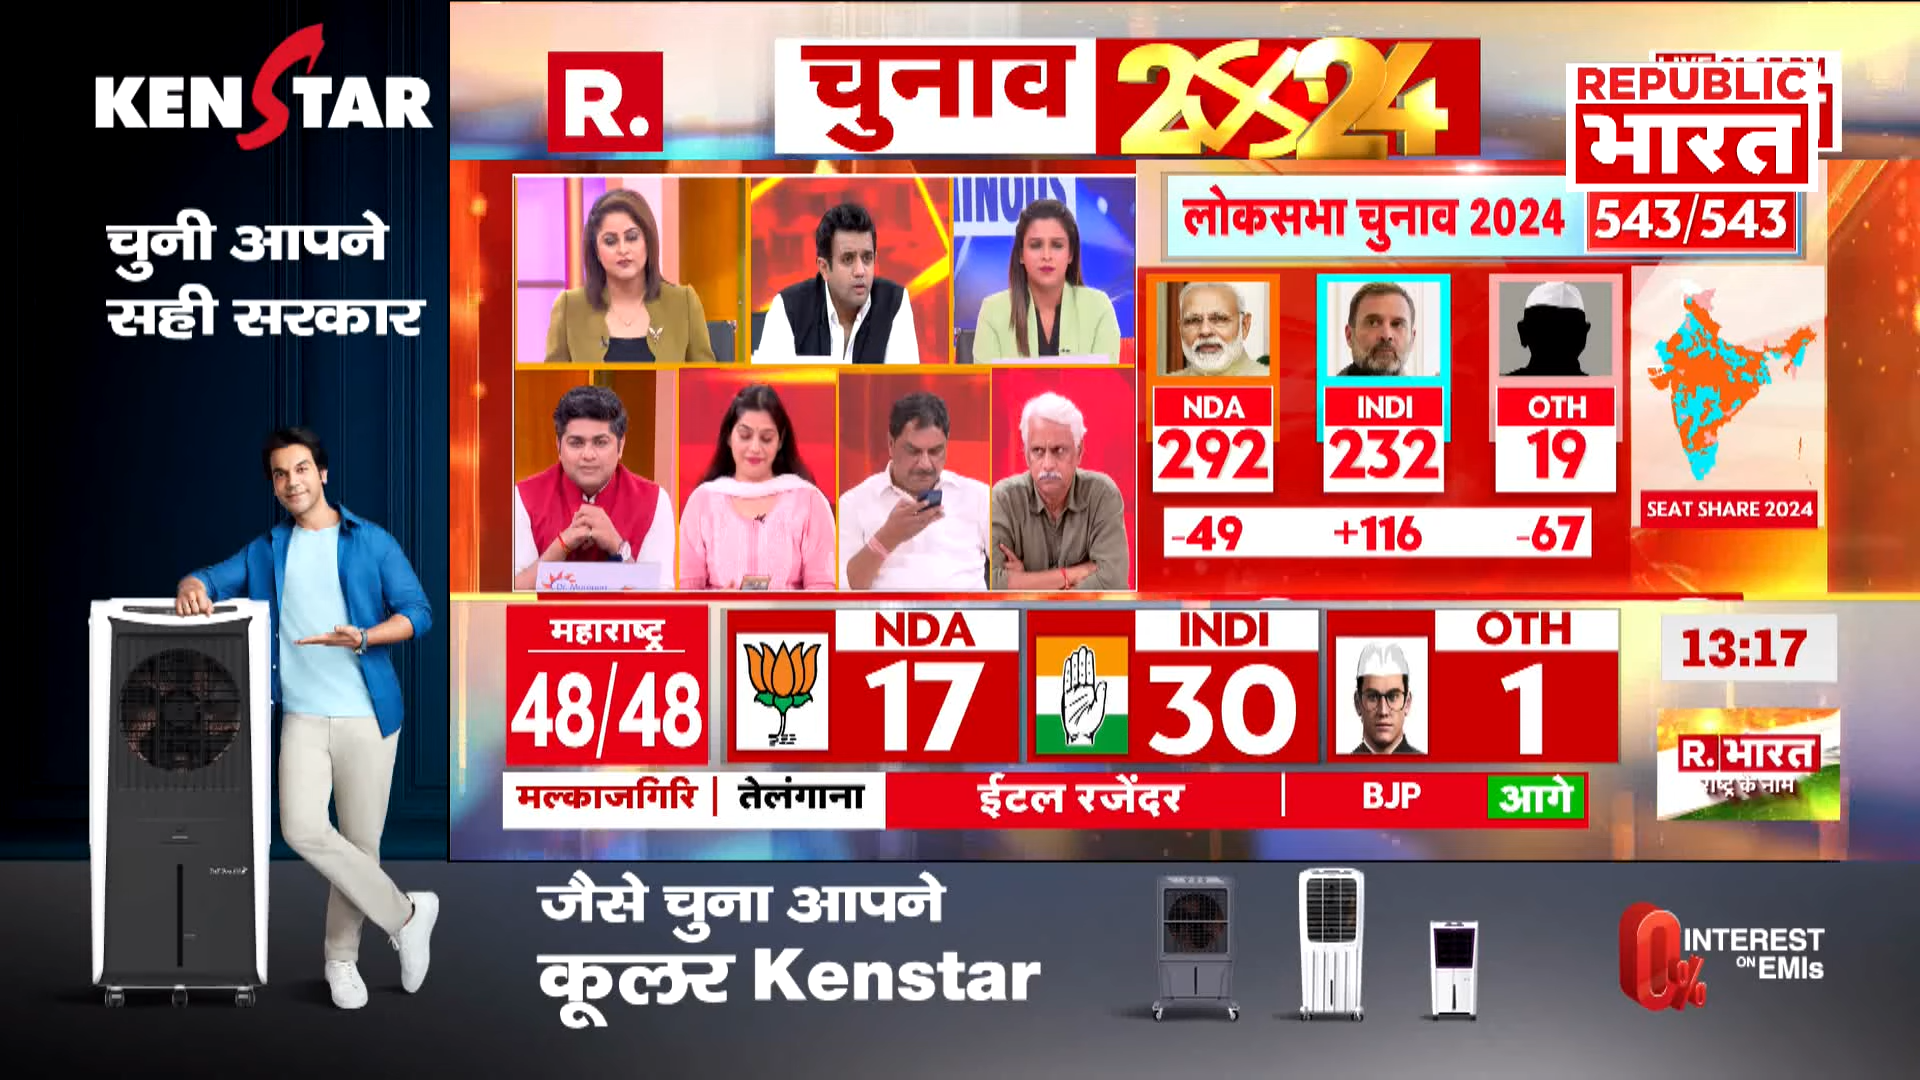 KENSTAR
चुनी आपने
सही सरकार
R.
चुनाव 2024
REPUBLIC
भारत
लोकसभा चुनाव 2024
543/543
NDA
292
-49
INDI
232
+116
OTH
19
-67
SEAT SHARE 2024
महाराष्ट्र
48/48
NDA
17
INDI
30
OTH
1
13:17
R. भारत
राष्ट्र के नाम
मल्काजगिरि | तेलंगाना
ईटल रजेंदर
BJP
आगे
जैसे चुना आपने
कूलर Kenstar
0% INTEREST
ON EMIs